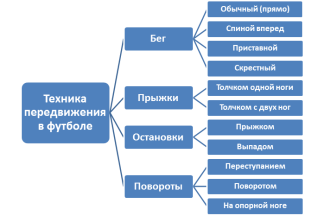 Техника
передвижения
в футболе
Бег
Обычный (прямо)
Спиной вперед
Приставной
Скрестный
Прыжки
Толчком одной ноги
Толчком с двух ног
Остановки
Прыжком
Выпадом
Повороты
Переступанием
Поворотом
На опорной ноге